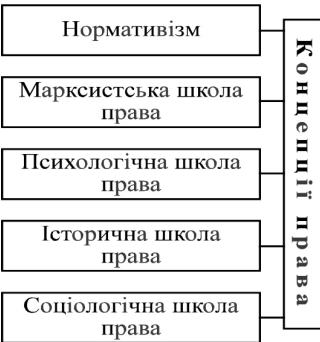 Нормативізм
Марксистська школа
права
Психологічна школа
права
Історична школа
права
Соціологічна школа
права
Концепції права